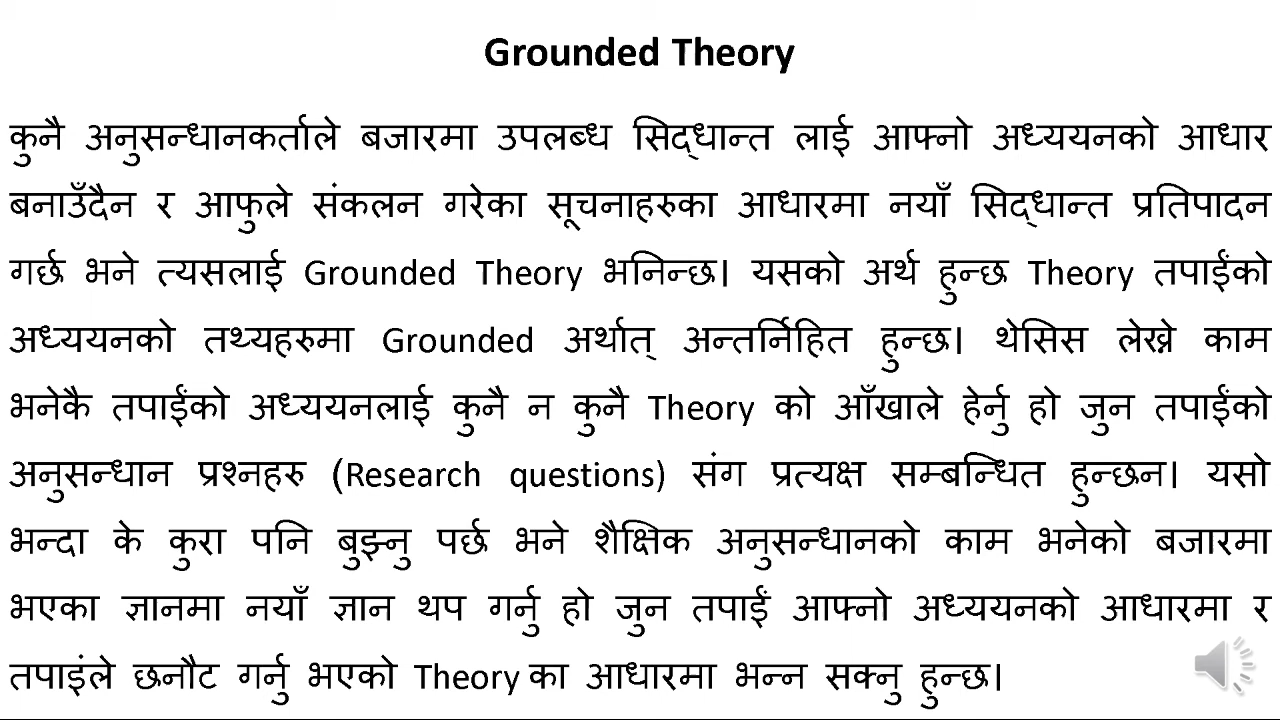 Grounded Theory
कुनै अनुसन्धानकर्ताले बजारमा उपलब्ध सिद्धान्त लाई आफ्नो अध्ययनको आधार
बनाउँदैन र आफुले संकलन गरेका सूचनाहरुका आधारमा नयाँ सिद्धान्त प्रतिपादन
गर्छ भने त्यसलाई Grounded Theory भनिन्छ। यसको अर्थ हुन्छ Theory तपाईंको
अध्ययनको तथ्यहरुमा Grounded अर्थात् अन्तर्निहित हुन्छ। थेसिस लेख्ने काम
भनेकै तपाईंको अध्ययनलाई कुनै न कुनै Theory को आँखाले हेर्नु हो जुन तपाईंको
अनुसन्धान प्रश्नहरु (Research questions) संग प्रत्यक्ष सम्बन्धित हुन्छन। यसो
भन्दा के कुरा पनि बुझ्नु पर्छ भने शैक्षिक अनुसन्धानको काम भनेको बजारमा
भएका ज्ञानमा नयाँ ज्ञान थप गर्नु हो जुन तपाईं आफ्नो अध्ययनको आधारमा र
तपाइंले छनौट गर्नु भएको Theory का आधारमा भन्न सक्नु हुन्छ।